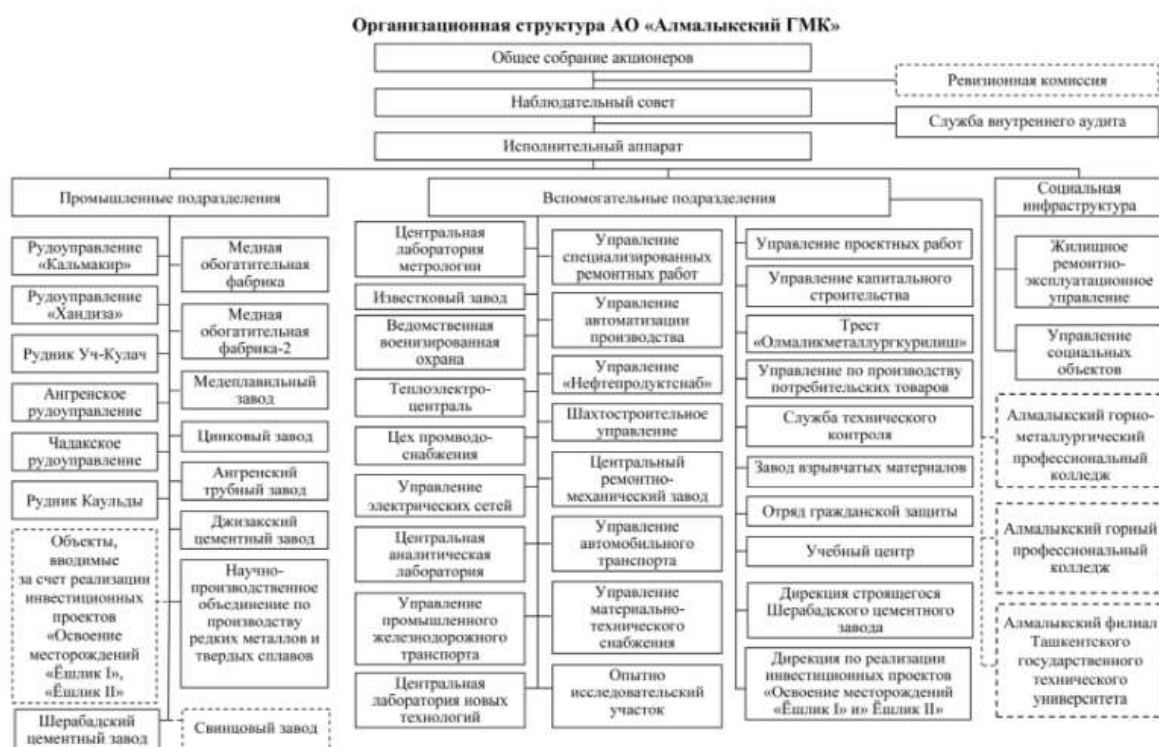 Организационная структура АО «Алмалыкский ГМК»
Общее собрание акционеров
Ревизионная комиссия
Наблюдательный совет
Служба внутреннего аудита
Исполнительный аппарат
Промышленные подразделения
Рудоуправление
«Кальмакир»
Рудоуправление
«Хандиза»
Рудник Уч-Кулач
Ангренское
рудоуправление
Чадакское
рудоуправление
Рудник Каульды
Объекты,
вводимые
за счет реализации
инвестиционных
проектов
«Освоение
месторождений
«Ёшлик I»,
«Ёшлик II»
Шерабадский
цементный завод
Медная
обогатительная
фабрика
Медная
обогатительная
фабрика-2
Медеплавильный
завод
Цинковый завод
Ангренский
трубный завод
Джизакский
цементный завод
Научно-
производственное
объединение по
производству
редких металлов и
твердых сплавов
Свинцовый завод
Вспомогательные подразделения
Центральная
лаборатория
метрологии
Известковый завод
Ведомственная
военизированная
охрана
Теплоэлектро-
централь
Цех промводо-
снабжения
Управление
электрических сетей
Центральная
аналитическая
лаборатория
Управление
промышленного
железнодорожного
транспорта
Центральная
лаборатория новых
технологий
Управление
специализированных
ремонтных работ
Управление
автоматизации
производства
Управление
«Нефтепродуктснаб»
Шахтостроительное
управление
Центральный
ремонтно-
механический завод
Управление
автомобильного
транспорта
Управление
материально-
технического
снабжения
Опытно
исследовательский
участок
Управление проектных работ
Управление капитального
строительства
Трест
«Олмаликметаллургкурилиш»
Управление по производству
потребительских товаров
Служба технического
контроля
Завод взрывчатых материалов
Отряд гражданской защиты
Учебный центр
Дирекция строящегося
Шерабадского цементного
завода
Дирекция по реализации
инвестиционных проектов
«Освоение месторождений
«Ёшлик I» и» Ёшлик II»
Социальная
инфраструктура
Жилищное
ремонтно-
эксплуатационное
управление
Управление
социальных
объектов
Алмалыкский горно-
металлургический
профессиональный
колледж
Алмалыкский горный
профессиональный
колледж
Алмалыкский филиал
Ташкентского
государственного
технического
университета